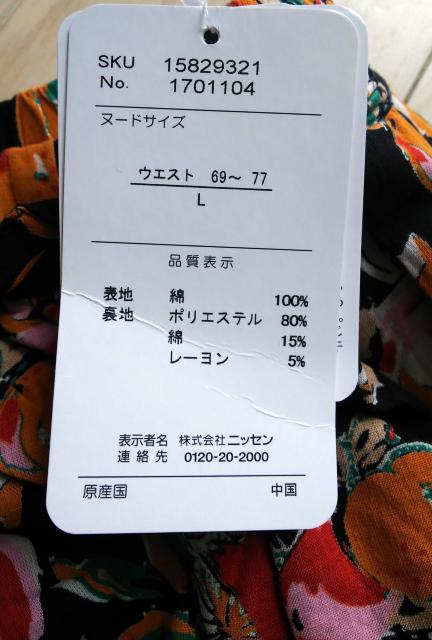 SKU 15829321
No. 1701104
ヌードサイズ
ウエスト 69〜 77
L
品質表示
表地 綿 100%
裏地 ポリエステル 80%
綿 15%
レーヨン 5%
表示者名 株式会社ニッセン
連絡先 0120-20-2000
原産国 中国